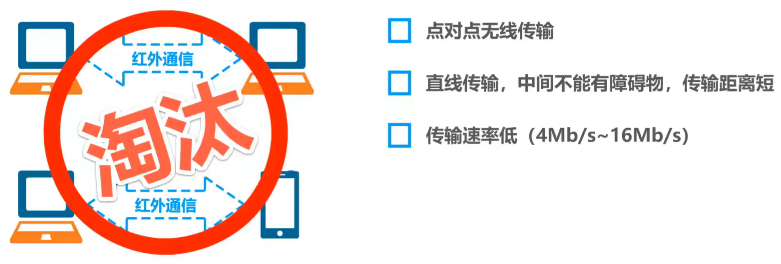 红外通信
淘汰
红外通信
点对点无线传输
直线传输，中间不能有障碍物，传输距离短
传输速率低（4Mb/s~16Mb/s）